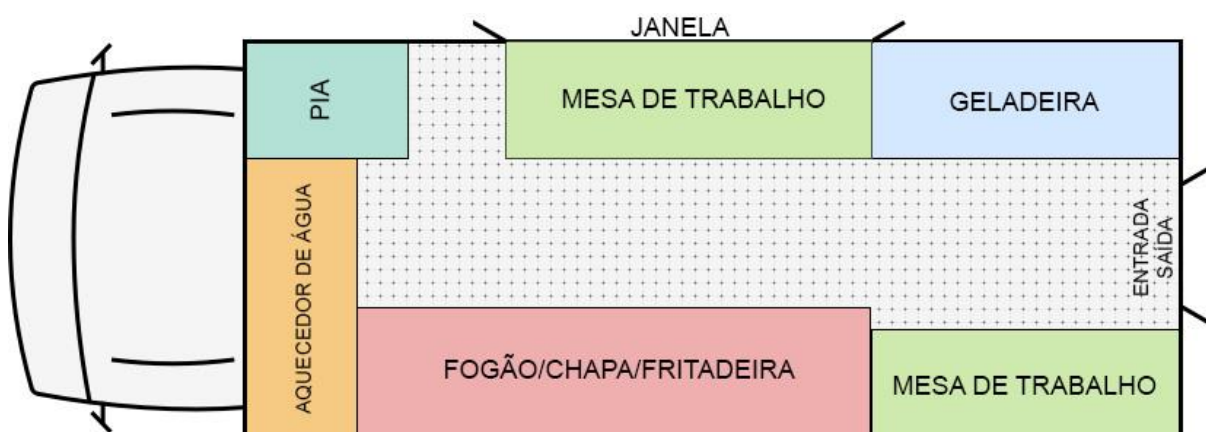 JANELA
PIA
MESA DE TRABALHO
GELADEIRA
AQUECEDOR DE ÁGUA
ENTRADA
SAÍDA
FOGÃO/CHAPA/FRITADEIRA
MESA DE TRABALHO